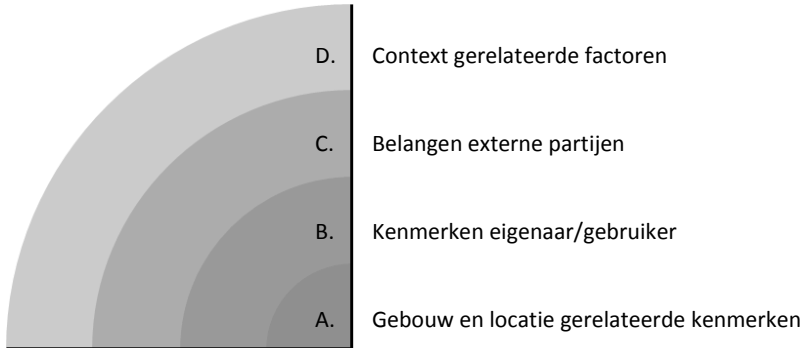 D. Context gerelateerde factoren
C. Belangen externe partijen
B. Kenmerken eigenaar/gebruiker
A. Gebouw en locatie gerelateerde kenmerken